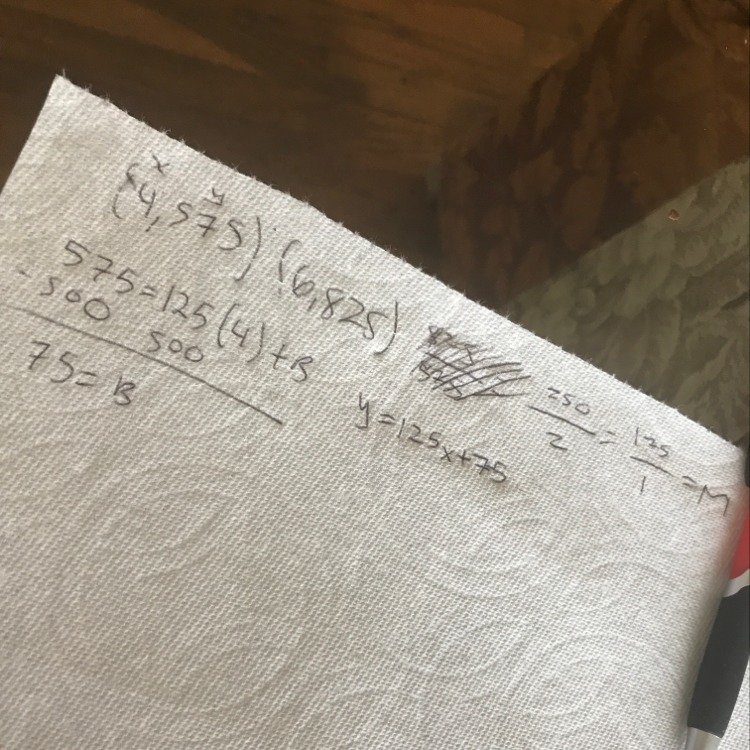 x y
(4,575) (6,825)
575=125(4)+B
-500 500
75=B
y=125x+75
250/2=125/1=M